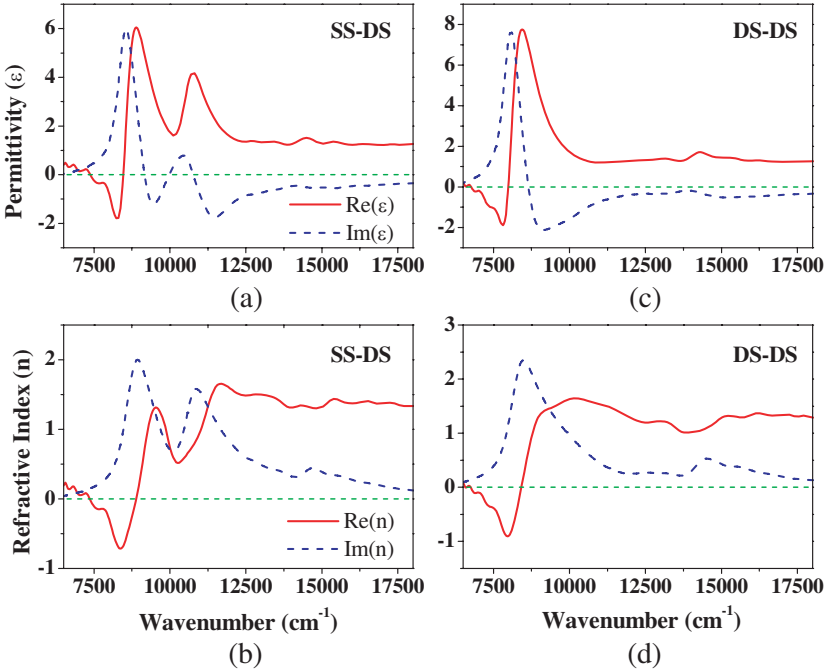 SS-DS
Permittivity (ε)
6
4
2
0
-2
Re(ε)
Im(ε)
7500 10000 12500 15000
(a)
DS-DS
8
6
4
2
0
-2
7500 10000 12500 15000 17500
(c)
SS-DS
Refractive Index (n)
2
1
0
-1
Re(n)
Im(n)
7500 10000 12500 15000 17500
Wavenumber (cm-1)
(b)
DS-DS
3
2
1
0
-1
7500 10000 12500 15000 17500
Wavenumber (cm-1)
(d)